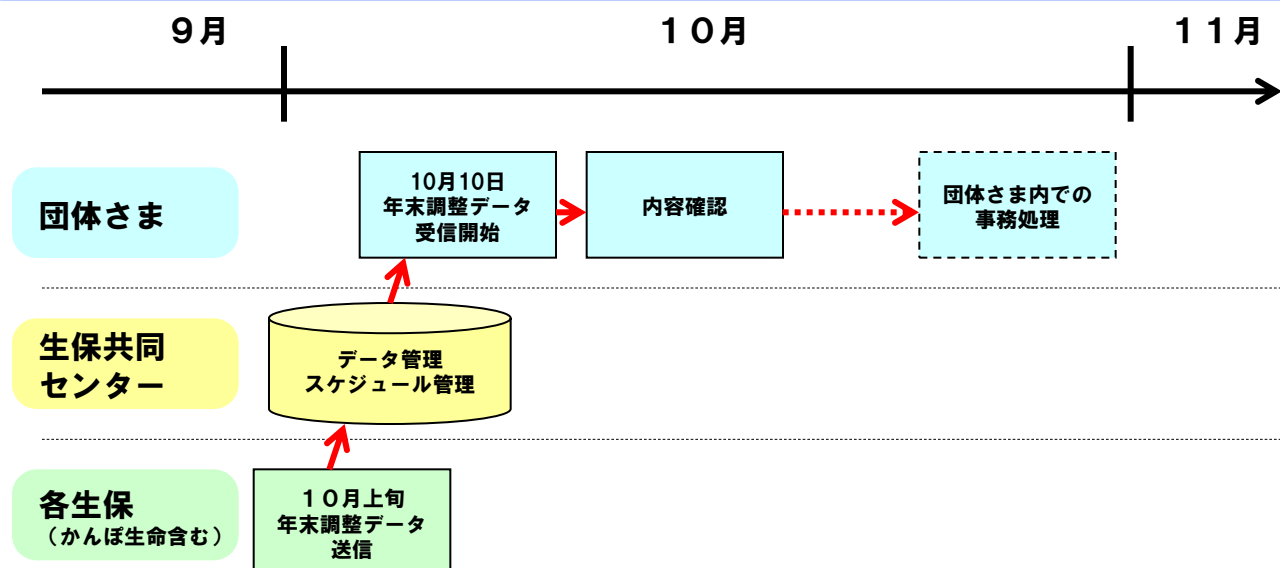 ９月
１０月
１１月
団体さま
10月10日
年末調整データ
受信開始
内容確認
団体さま内での
事務処理
生保共同
センター
データ管理
スケジュール管理
各生保
（かんぽ生命含む）
１０月上旬
年末調整データ
送信